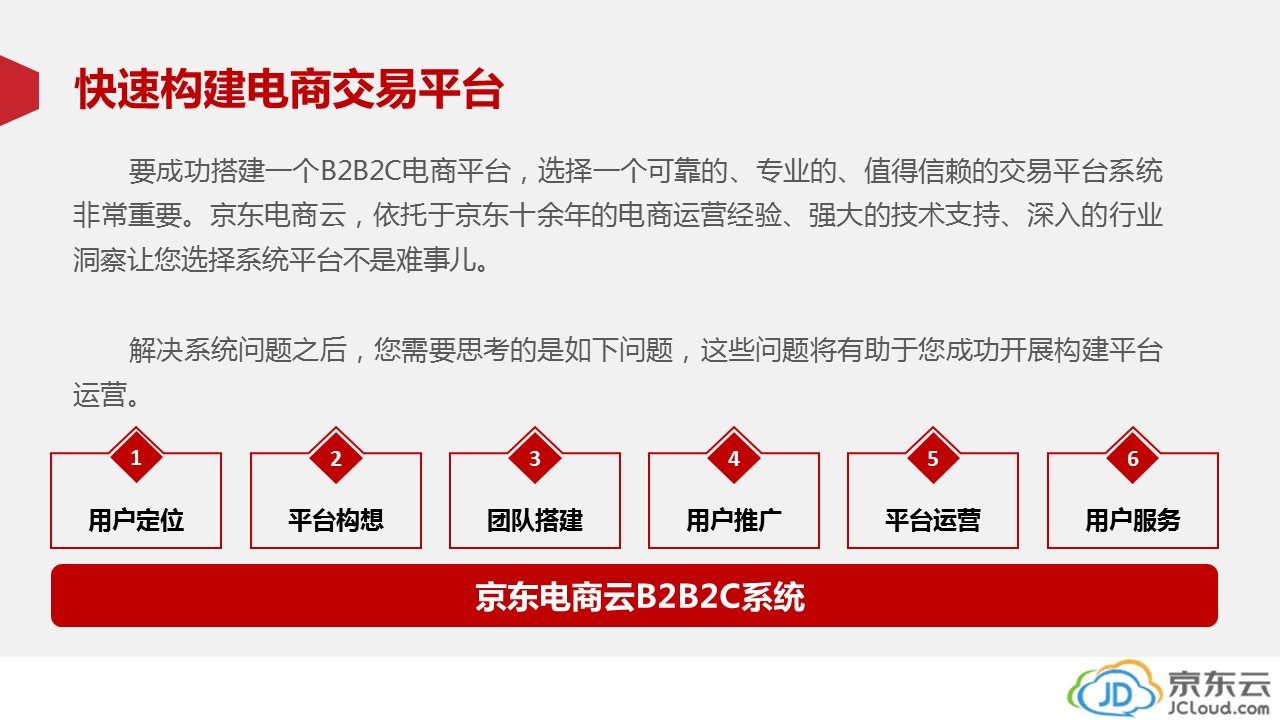 快速构建电商交易平台
要成功搭建一个B2B2C电商平台，选择一个可靠的、专业的、值得信赖的交易平台系统
非常重要。京东电商云，依托于京东十余年的电商运营经验、强大的技术支持、深入的行业
洞察让您选择系统平台不是难事儿。
解决系统问题之后，您需要思考的是如下问题，这些问题将有助于您成功开展构建平台
运营。
1
用户定位
2
平台构想
3
团队搭建
4
用户推广
5
平台运营
6
用户服务
京东电商云B2B2C系统
JD
京东云
JCloud.com